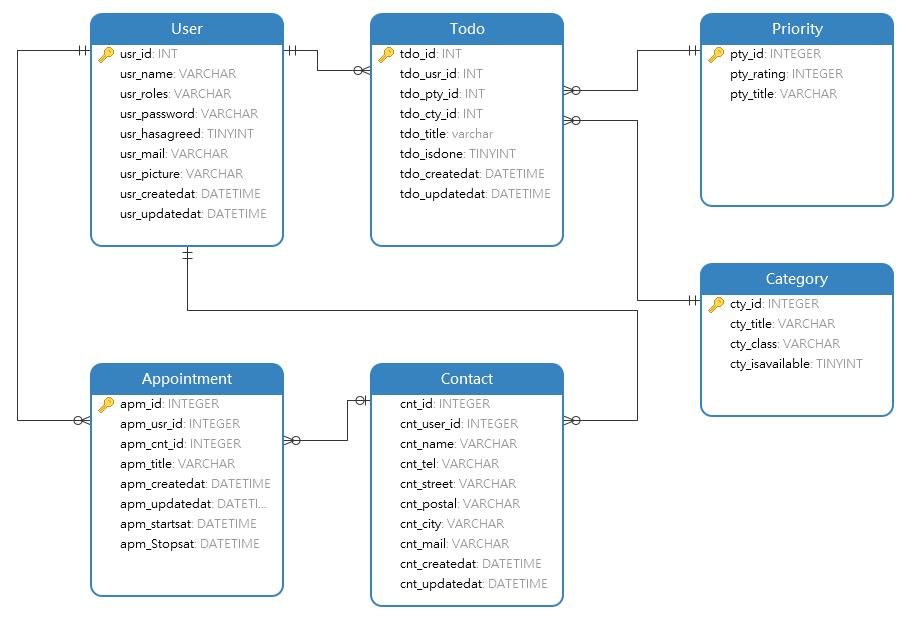 User
usr_id: INT
usr_name: VARCHAR
usr_roles: VARCHAR
usr_password: VARCHAR
usr_hasagreed: TINYINT
usr_mail: VARCHAR
usr_picture: VARCHAR
usr_createdat: DATETIME
usr_updatedat: DATETIME
Todo
tdo_id: INT
tdo_usr_id: INT
tdo_pty_id: INT
tdo_cty_id: INT
tdo_title: varchar
tdo_isdone: TINYINT
tdo_createdat: DATETIME
tdo_updatedat: DATETIME
Priority
pty_id: INTEGER
pty_rating: INTEGER
pty_title: VARCHAR
Category
cty_id: INTEGER
cty_title: VARCHAR
cty_class: VARCHAR
cty_isavailable: TINYINT
Appointment
apm_id: INTEGER
apm_usr_id: INTEGER
apm_cnt_id: INTEGER
apm_title: VARCHAR
apm_createdat: DATETIME
apm_updatedat: DATETI...
apm_startsat: DATETIME
apm_Stopsat: DATETIME
Contact
cnt_id: INTEGER
cnt_user_id: INTEGER
cnt_name: VARCHAR
cnt_tel: VARCHAR
cnt_street: VARCHAR
cnt_postal: VARCHAR
cnt_city: VARCHAR
cnt_mail: VARCHAR
cnt_createdat: DATETIME
cnt_updatedat: DATETIME